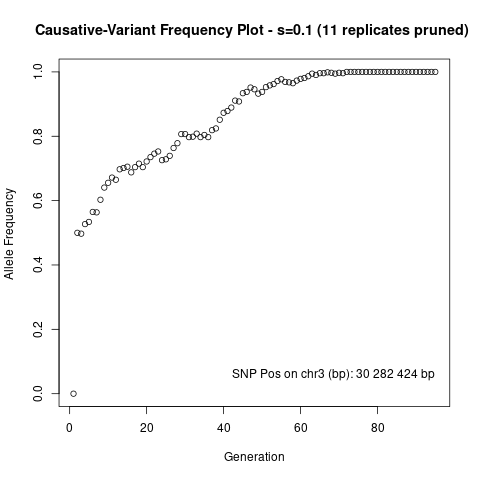 Causative-Variant Frequency Plot - s=0.1 (11 replicates pruned)
1.0
0.8
0.6
0.4
0.2
0.0
Allele Frequency
SNP Pos on chr3 (bp): 30 282 424 bp
0 20 40 60 80
Generation